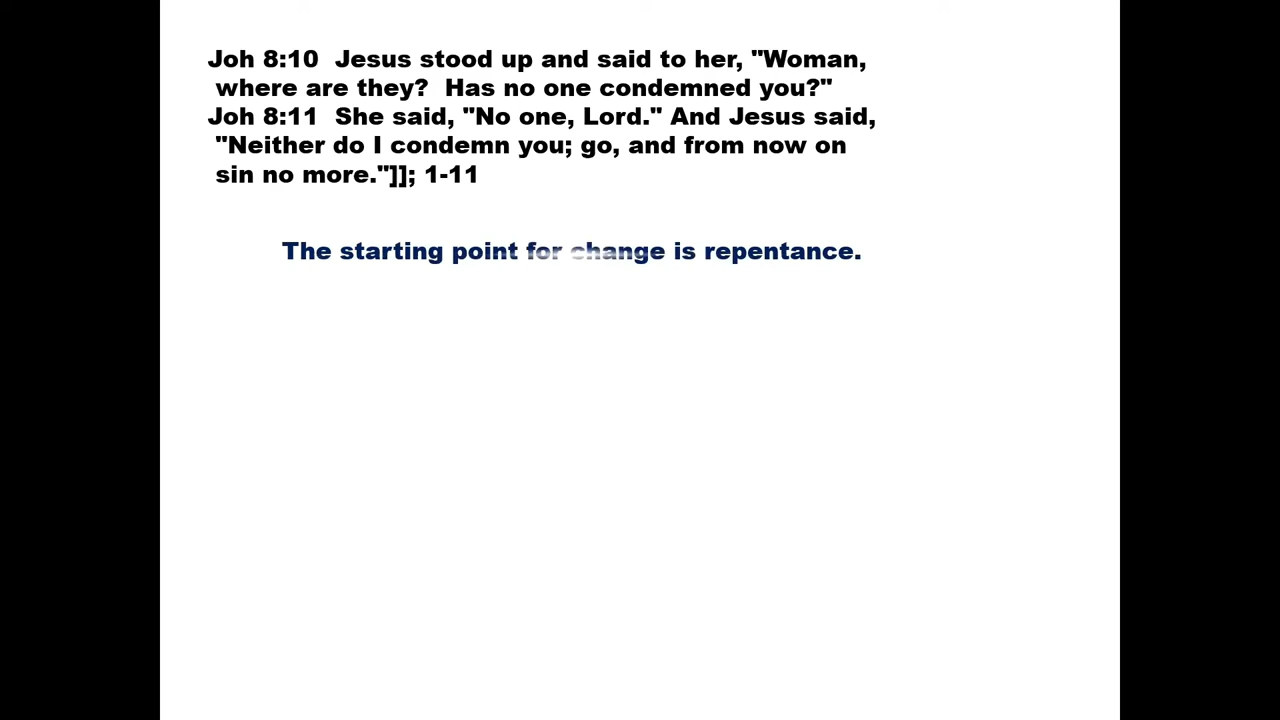 Joh 8:10  Jesus stood up and said to her, "Woman,
where are they?  Has no one condemned you?"
Joh 8:11  She said, "No one, Lord." And Jesus said,
"Neither do I condemn you; go, and from now on
sin no more."]]; 1-11
The starting point for change is repentance.